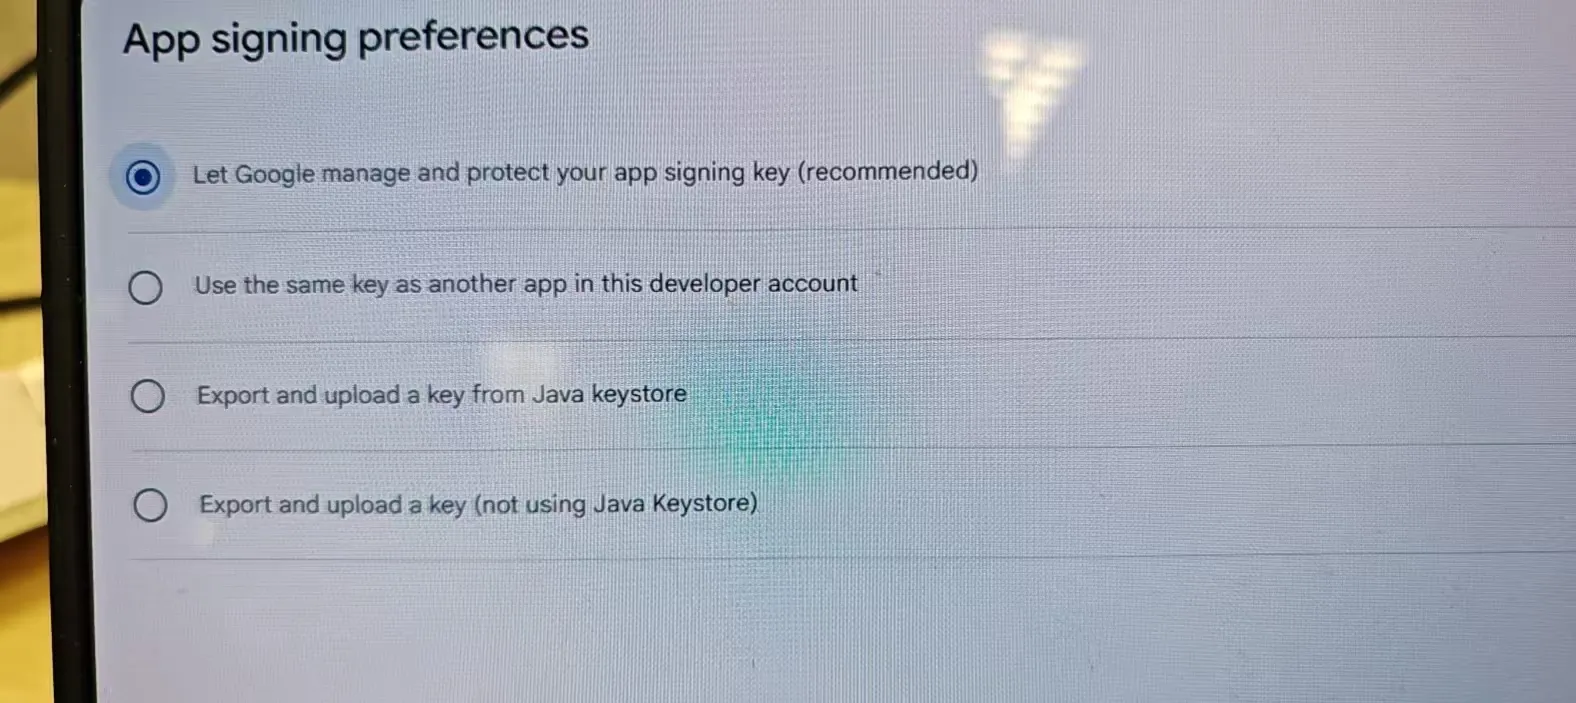 App signing preferences
Let Google manage and protect your app signing key (recommended)
Use the same key as another app in this developer account
Export and upload a key from Java keystore
Export and upload a key (not using Java Keystore)